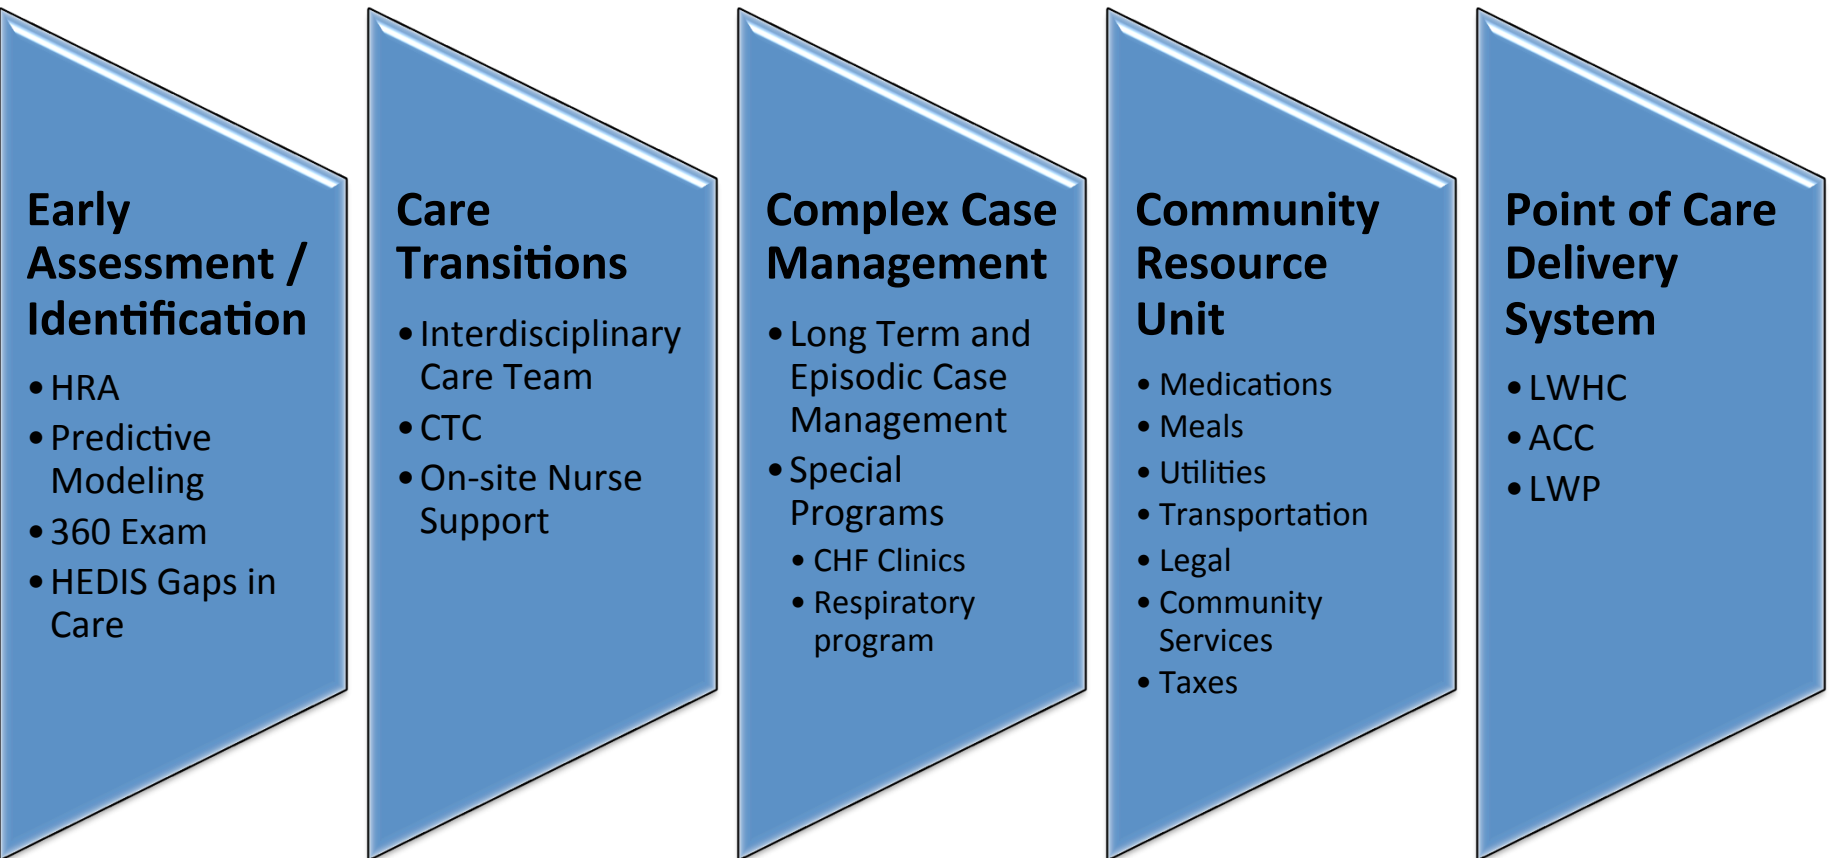 Early
Assessment /
Identification
• HRA
• Predictive
Modeling
• 360 Exam
• HEDIS Gaps in
Care
Care
Transitions
• Interdisciplinary
Care Team
• CTC
• On-site Nurse
Support
Complex Case
Management
• Long Term and
Episodic Case
Management
• Special
Programs
• CHF Clinics
• Respiratory
program
Community
Resource
Unit
• Medications
• Meals
• Utilities
• Transportation
• Legal
• Community
Services
• Taxes
Point of Care
Delivery
System
• LWHC
• ACC
• LWP